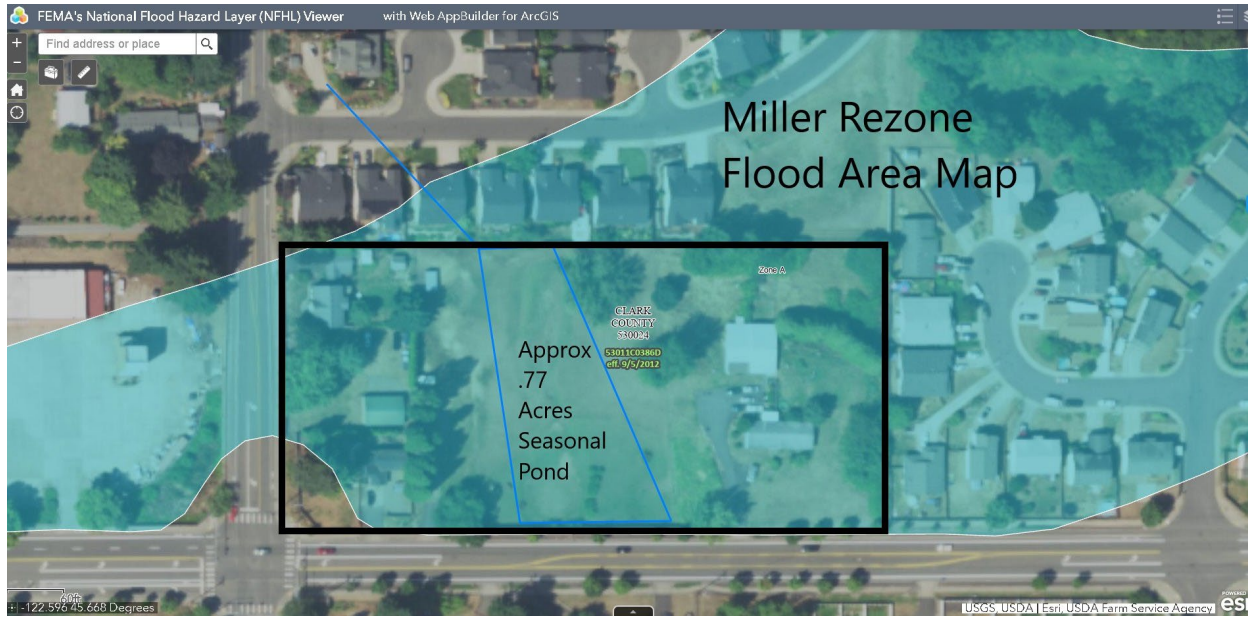 FEMA's National Flood Hazard Layer (NFHL) Viewer with Web AppBuilder for ArcGIS
Find address or place
Miller Rezone
Flood Area Map
Zone A
CLARK
COUNTY
530024
53011C0386D
eff. 9/5/2012
Approx
.77
Acres
Seasonal
Pond
60ft
-122.596 45.668 Degrees
USGS, USDA | Esri, USDA Farm Service Agency
POWERED
esri